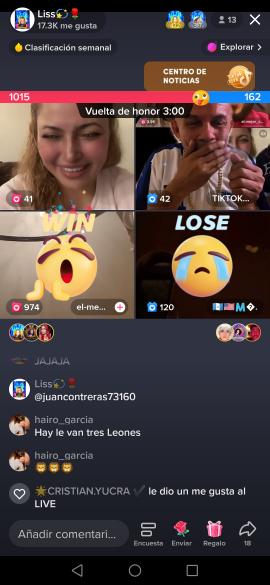 Liss💫🌹
17.3K me gusta
13
Clasificación semanal
Explorar >
CENTRO DE
NOTICIAS
1015
162
Vuelta de honor 3:00
41
42
TIKTOK...
WIN
LOSE
974
el-me...
120
JAJAJA
Liss💫🌹
@juancontreras73160
hairo_garcia
Hay le van tres Leones
hairo_garcia
🦁🦁🦁
🌟CRISTIAN.YUCRA ✔ le dio un me gusta al
LIVE
Añadir comentari...
Encuesta
Enviar
Regalo
18